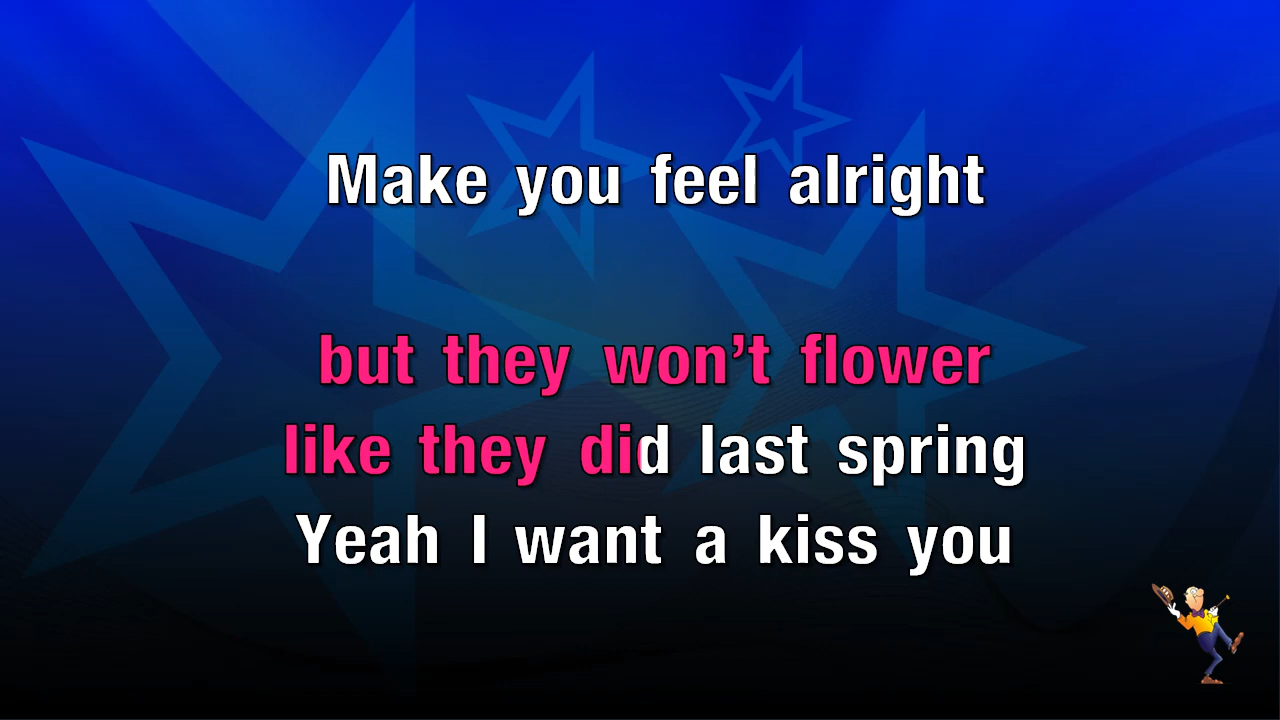 Make you feel alright
but they won’t flower
like they did last spring
Yeah I want a kiss you